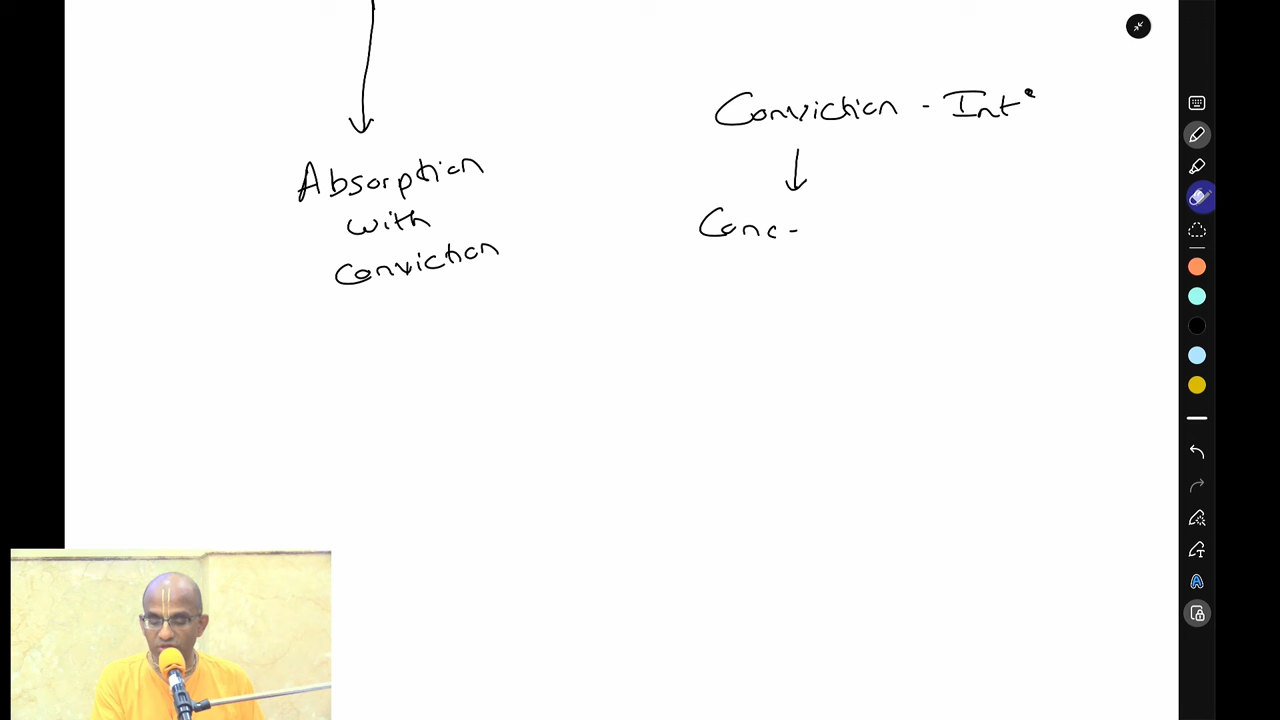 Absorption
with
conviction
Conviction - Int
Conc -